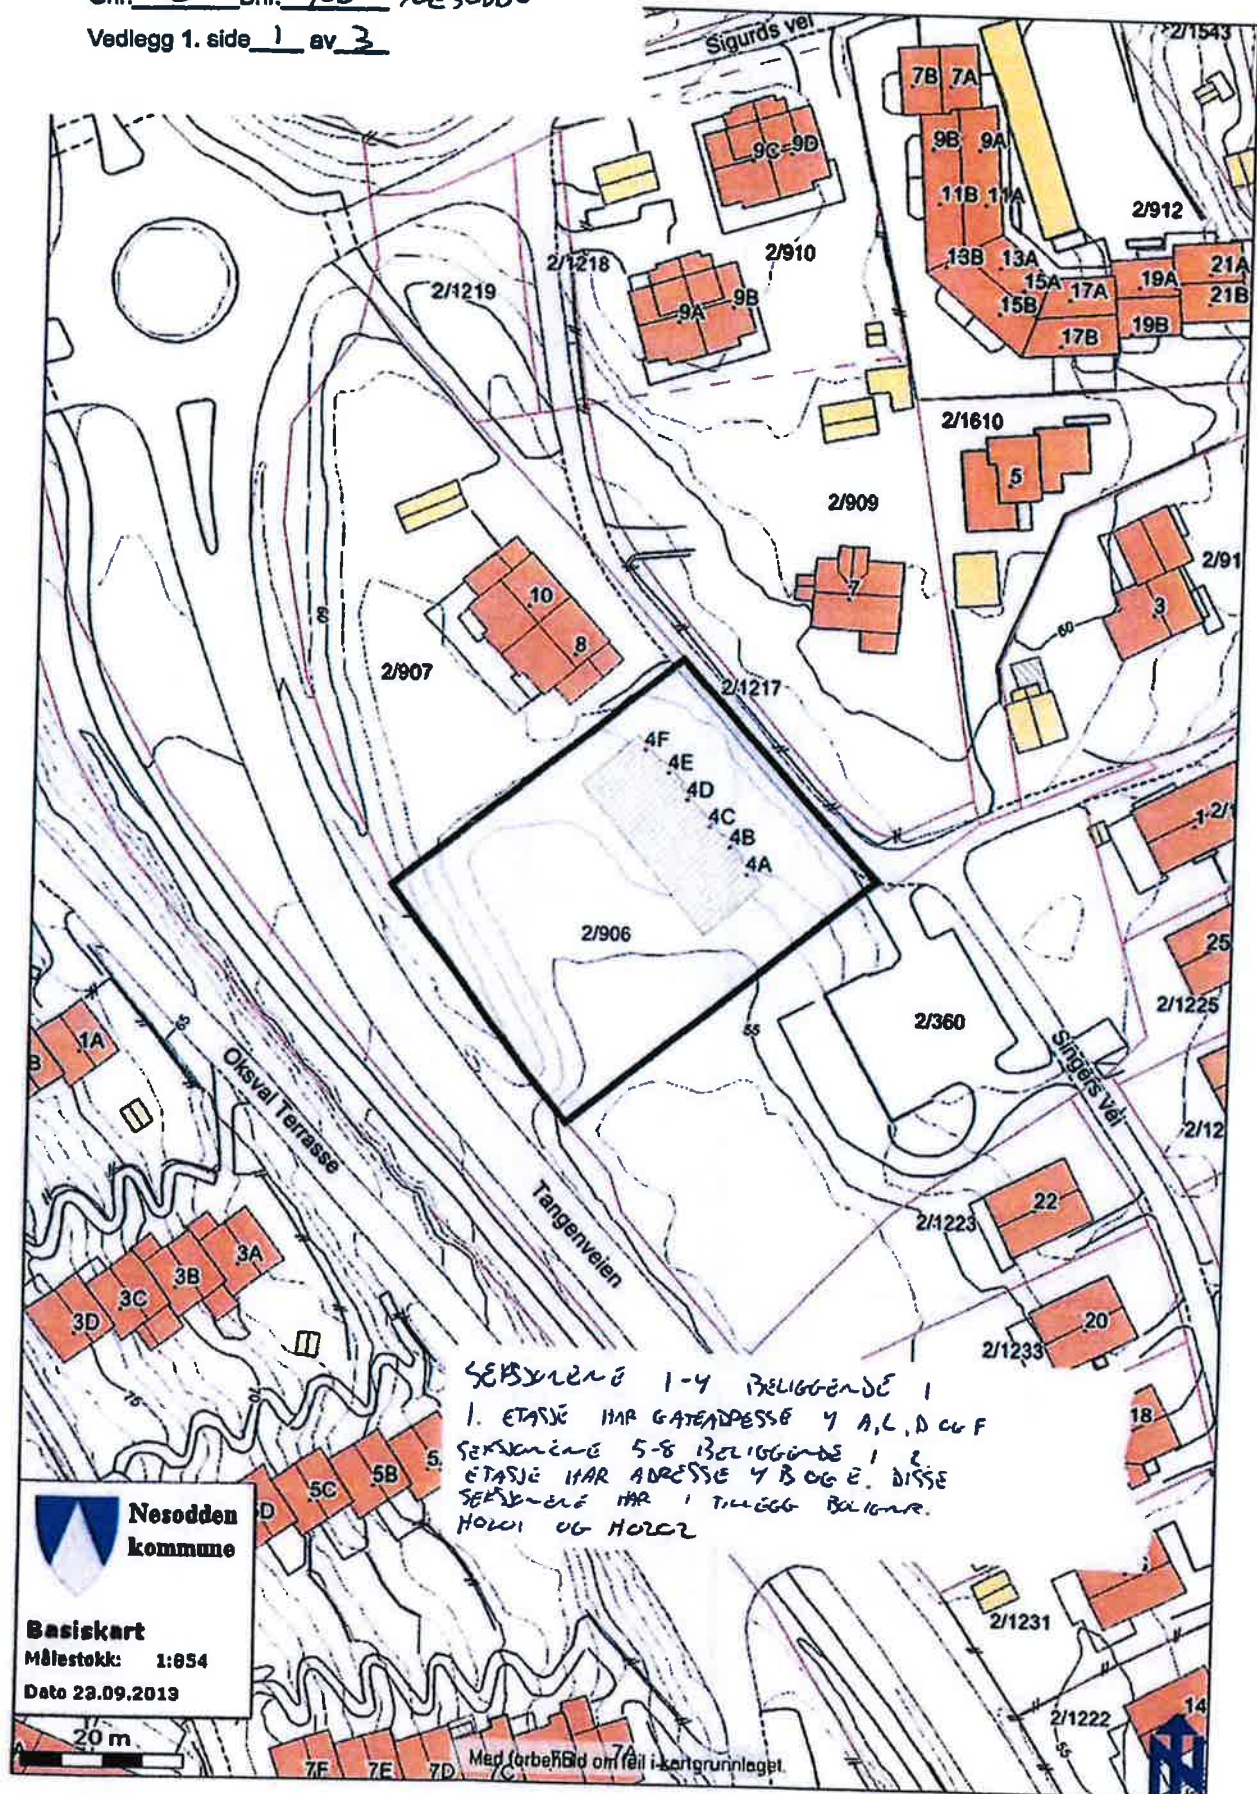 Vedlegg 1. side 1 av 3
Sigurds vei
2/1543
7B 7A
9C 9D
9B 9A
11B 11A
2/912
2/910
13B 13A
2/1218
15A
19A
21A
2/1219
17A
21B
9A 9B
15B
19B
17B
2/1610
5
2/909
10
7
2/91
3
60
60
8
2/907
2/1217
4F
4E
4D
4C
4B
4A
1
2/906
25
2/1225
2/360
55
1A
B
65
Oksval Terrasse
Singers vei
2/12
Tangenveien
22
2/1223
3A
3B
3C
3D
20
2/1233
75
70
SEKSJONENE 1-4 BELIGGENDE I
1. ETASJE HAR GATEADRESSE 4 A, C, D OG F
SEKSJONENE 5-8 BELIGGENDE I 2.
ETASJE HAR ADRESSE 4 B OG E. DISSE
SEKSJONENE HAR I TILLEGG BOLIGNR.
H0201 OG H0202
18
5B
5C
Nesodden
kommune
Basiskart
Målestokk: 1:854
Dato 23.09.2013
20 m
2/1231
2/1222
55
14
7F 7E 7D 7C
Med forbehold om feil i kartgrunnlaget.
N